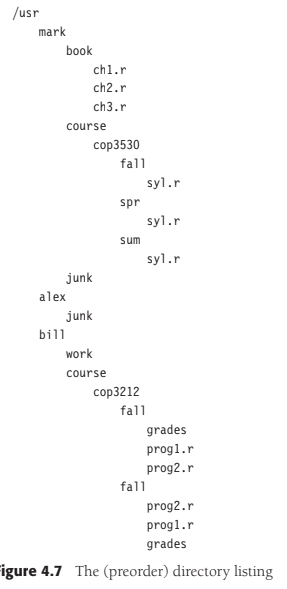 /usr
mark
book
ch1.r
ch2.r
ch3.r
course
cop3530
fall
syl.r
spr
syl.r
sum
syl.r
junk
alex
junk
bill
work
course
cop3212
fall
grades
prog1.r
prog2.r
fall
prog2.r
prog1.r
grades
igure 4.7 The (preorder) directory listing